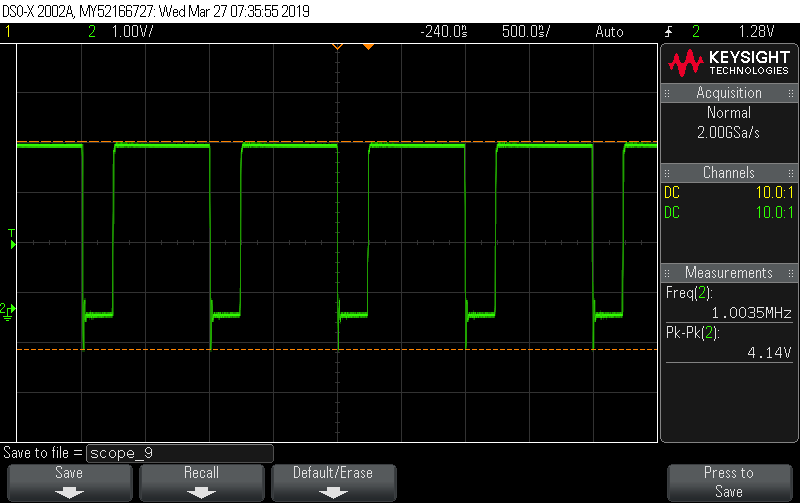 DSO-X 2002A, MY52166727: Wed Mar 27 07:35:55 2019
1 2 1.00V/ -240.0ns 500.0ns/ Auto 2 1.28V
KEYSIGHT
TECHNOLOGIES
Acquisition
Normal
2.00GSa/s
Channels
DC 10.0:1
DC 10.0:1
T
Measurements
Freq(2):
1.0035MHz
2
Pk-Pk(2):
4.14V
Save to file = scope_9
Save Recall Default/Erase Press to
Save